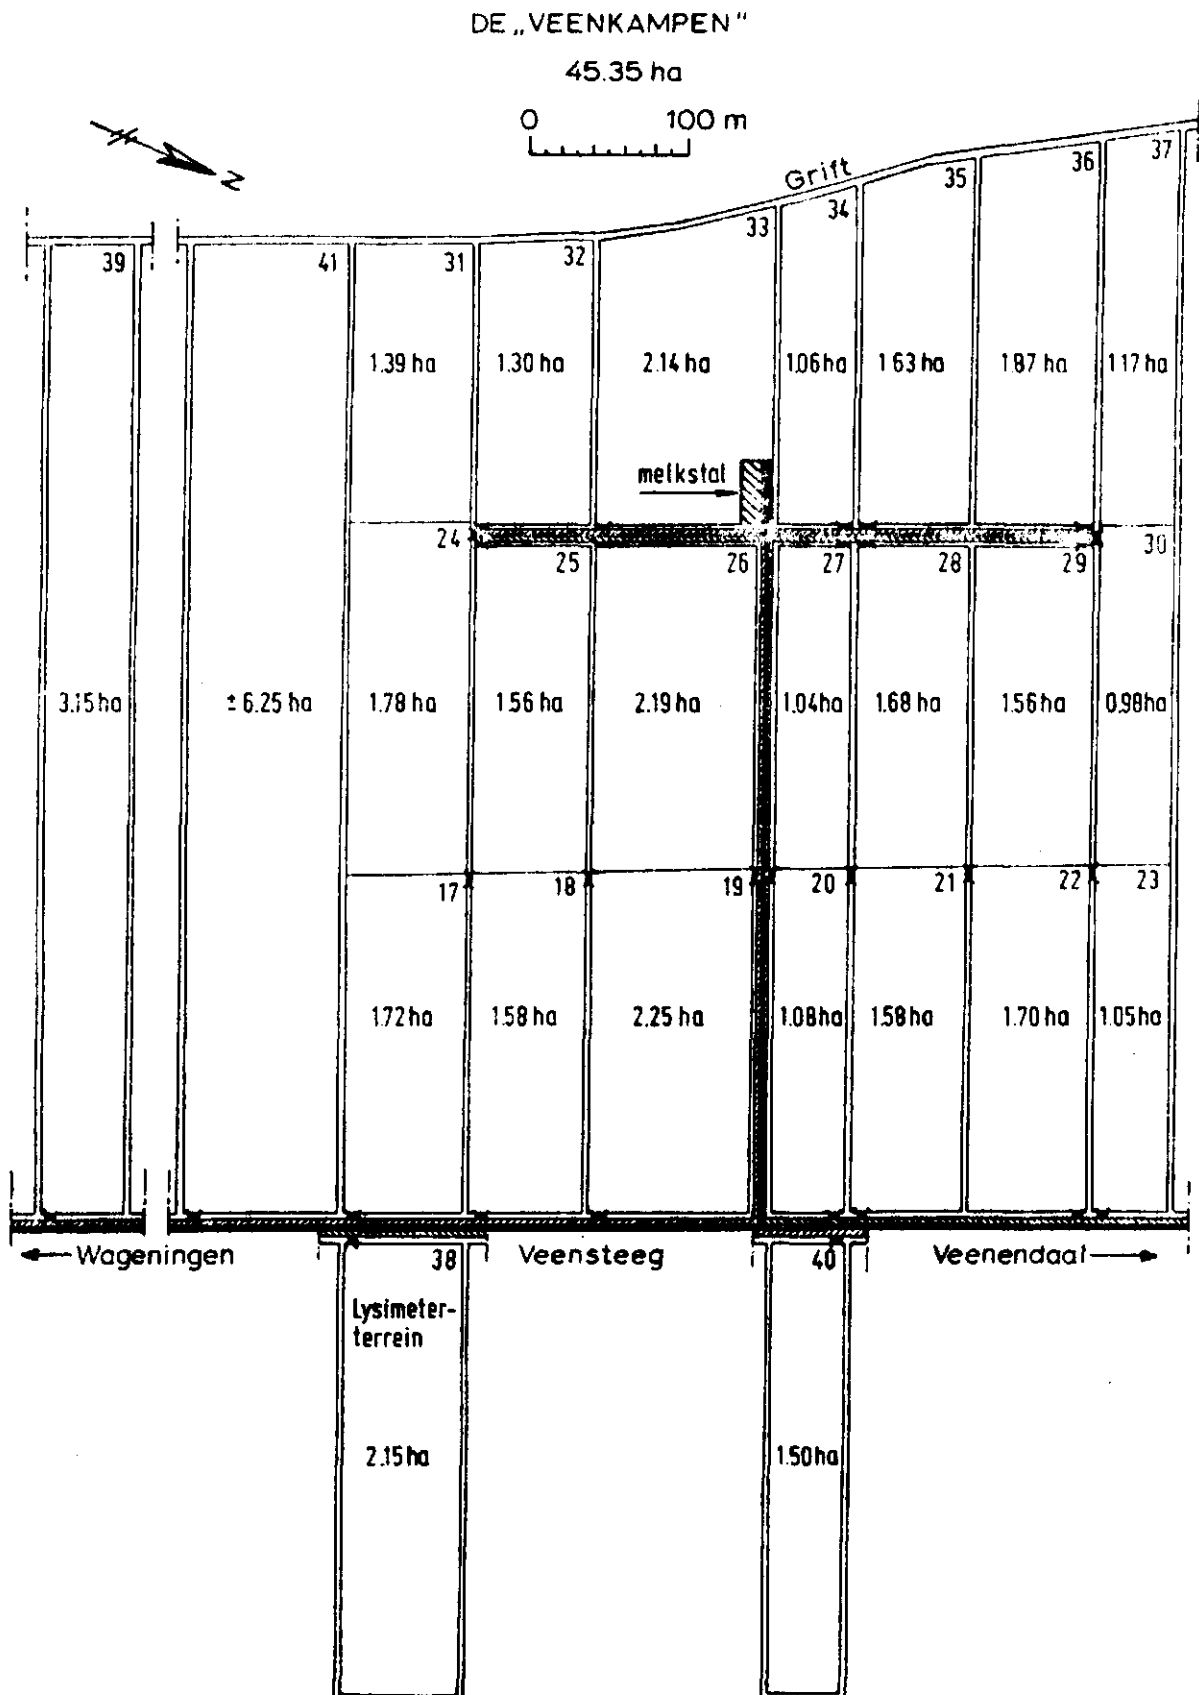 DE „VEENKAMPEN"
45.35 ha
0 100 m
N
Grift
39 41 31 32 33 34 35 36 37
1.39 ha 1.30 ha 2.14 ha 1.06 ha 1.63 ha 1.87 ha 1.17 ha
melkstal
24 25 26 27 28 29 30
3.15 ha ± 6.25 ha 1.78 ha 1.56 ha 2.19 ha 1.04 ha 1.68 ha 1.56 ha 0.98 ha
17 18 19 20 21 22 23
1.72 ha 1.58 ha 2.25 ha 1.08 ha 1.58 ha 1.70 ha 1.05 ha
Wageningen Veensteeg Veenendaal
38 40
Lysimeter-
terrein
2.15 ha 1.50 ha